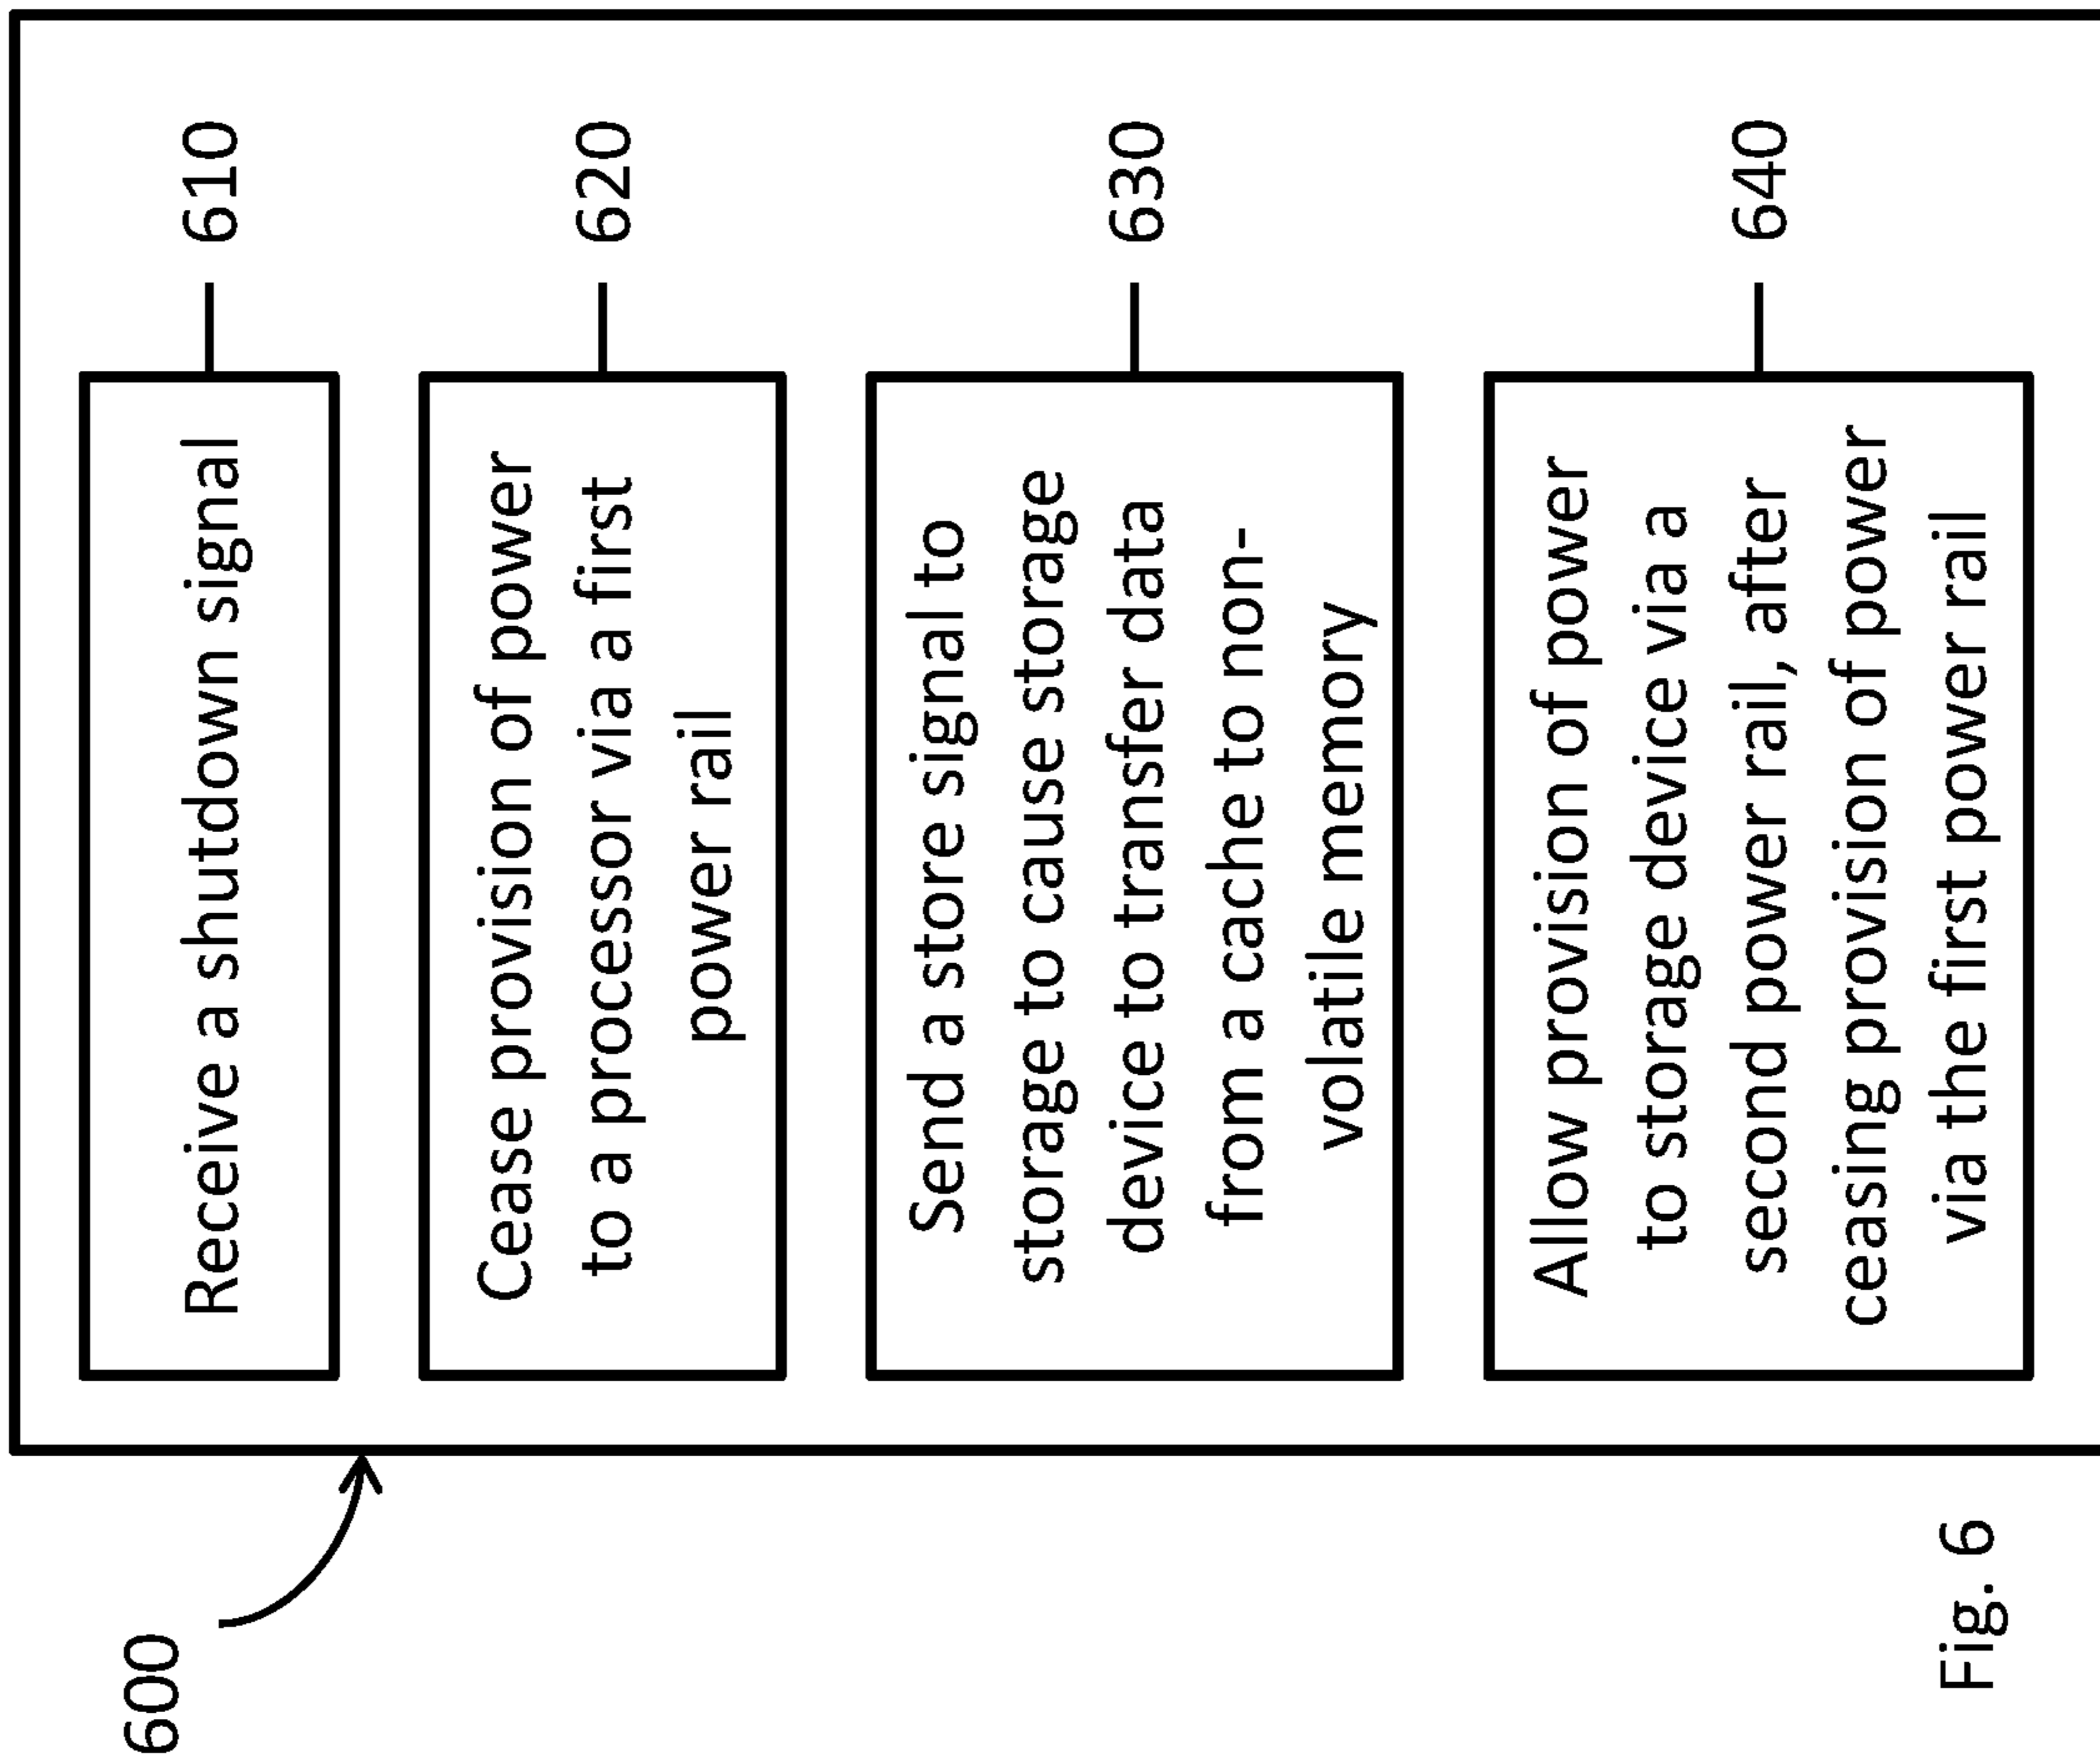 600
Receive a shutdown signal
610
Cease provision of power
to a processor via a first
power rail
620
Send a store signal to
storage to cause storage
device to transfer data
from a cache to non-
volatile memory
630
Allow provision of power
to storage device via a
second power rail, after
ceasing provision of power
via the first power rail
640
Fig. 6